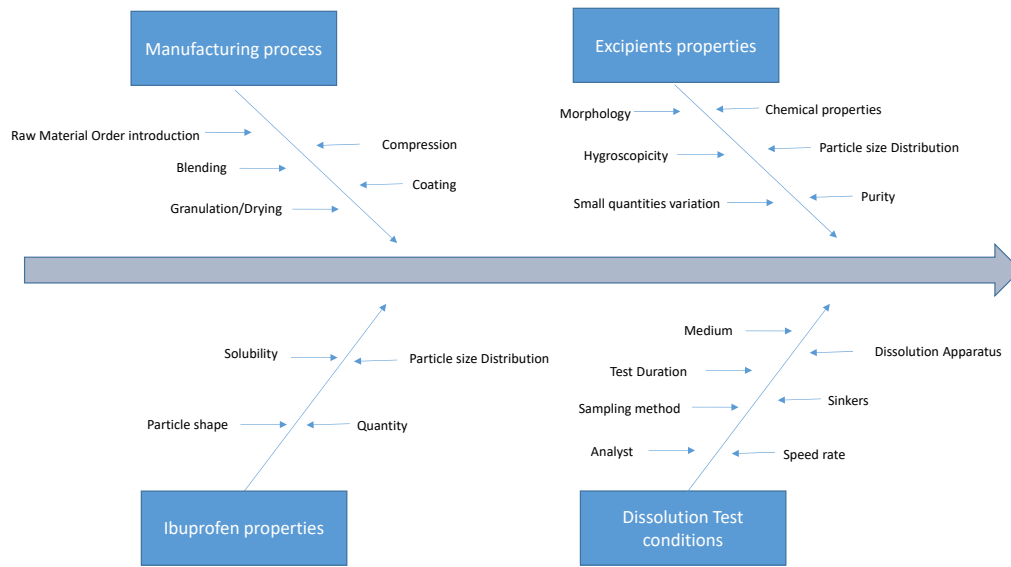 Manufacturing process
Excipients properties
Morphology
Chemical properties
Raw Material Order introduction
Compression
Particle size Distribution
Hygroscopicity
Blending
Coating
Purity
Small quantities variation
Granulation/Drying
Medium
Solubility
Particle size Distribution
Dissolution Apparatus
Test Duration
Sampling method
Sinkers
Particle shape
Quantity
Analyst
Speed rate
Ibuprofen properties
Dissolution Test
conditions